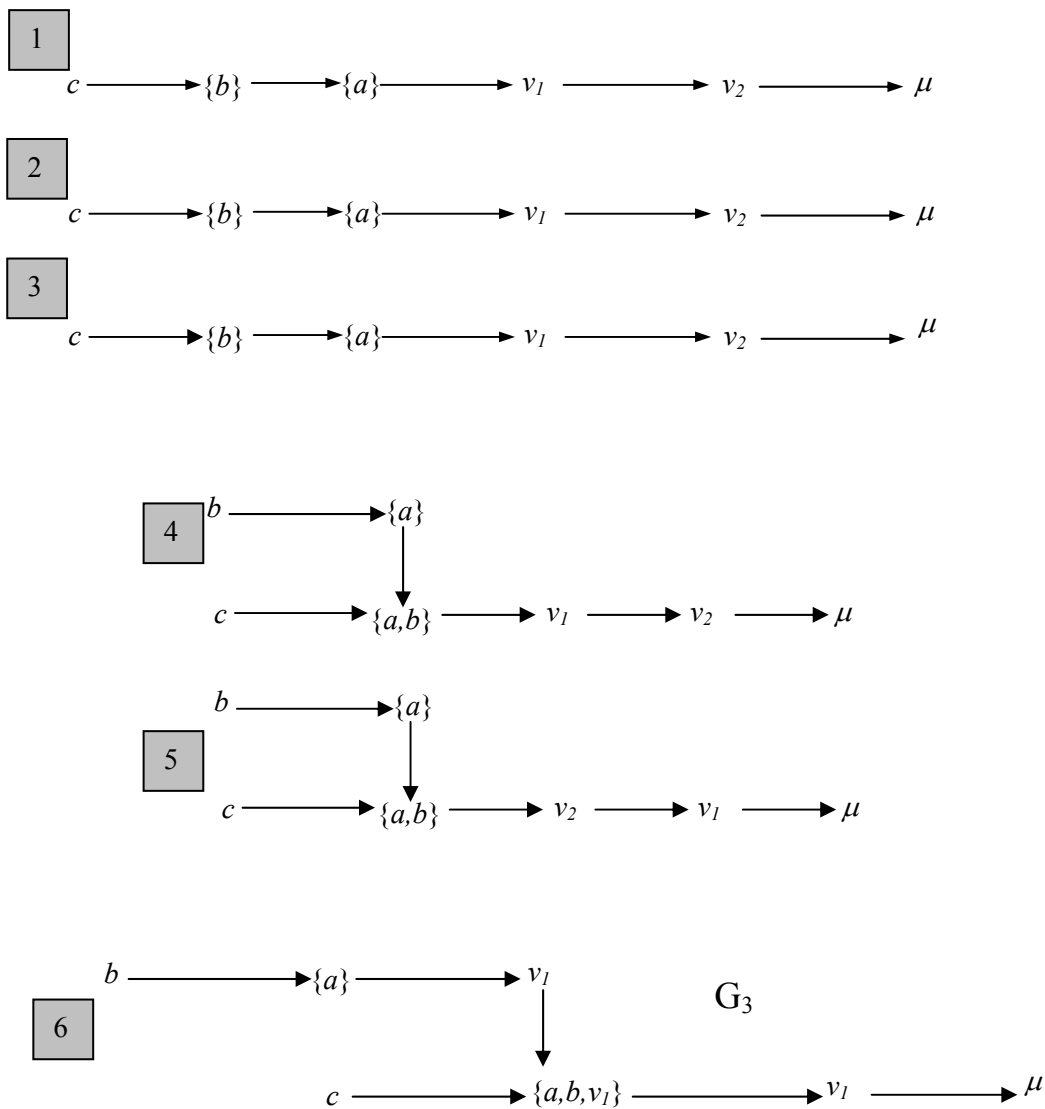 1
c {b} {a} v1 v2 μ
2
c {b} {a} v1 v2 μ
3
c {b} {a} v1 v2 μ
b {a}
4
c {a,b} v1 v2 μ
b {a}
5
c {a,b} v2 v1 μ
b {a} v1
G3
6
c {a,b,v1} v1 μ